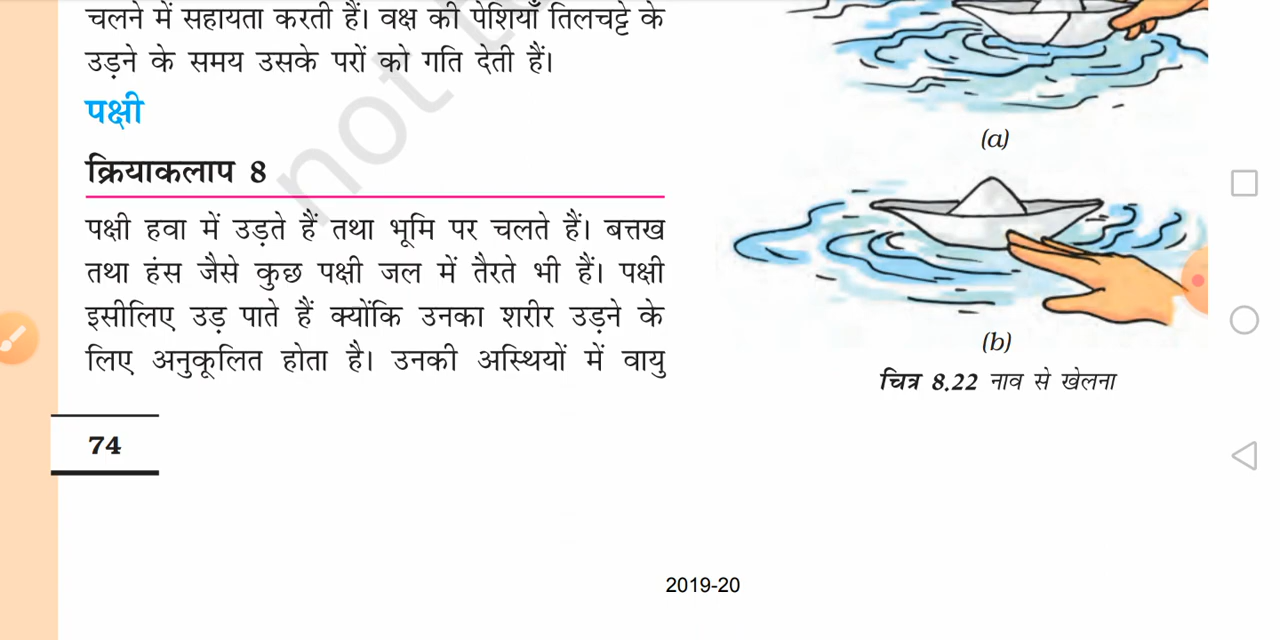 चलने में सहायता करती हैं। वक्ष की पेशियाँ तिलचट्टे के
उड़ने के समय उसके परों को गति देती हैं।
पक्षी
क्रियाकलाप 8
पक्षी हवा में उड़ते हैं तथा भूमि पर चलते हैं। बत्तख
तथा हंस जैसे कुछ पक्षी जल में तैरते भी हैं। पक्षी
इसीलिए उड़ पाते हैं क्योंकि उनका शरीर उड़ने के
लिए अनुकूलित होता है। उनकी अस्थियों में वायु
74
(a)
(b)
चित्र 8.22 नाव से खेलना
2019-20
not